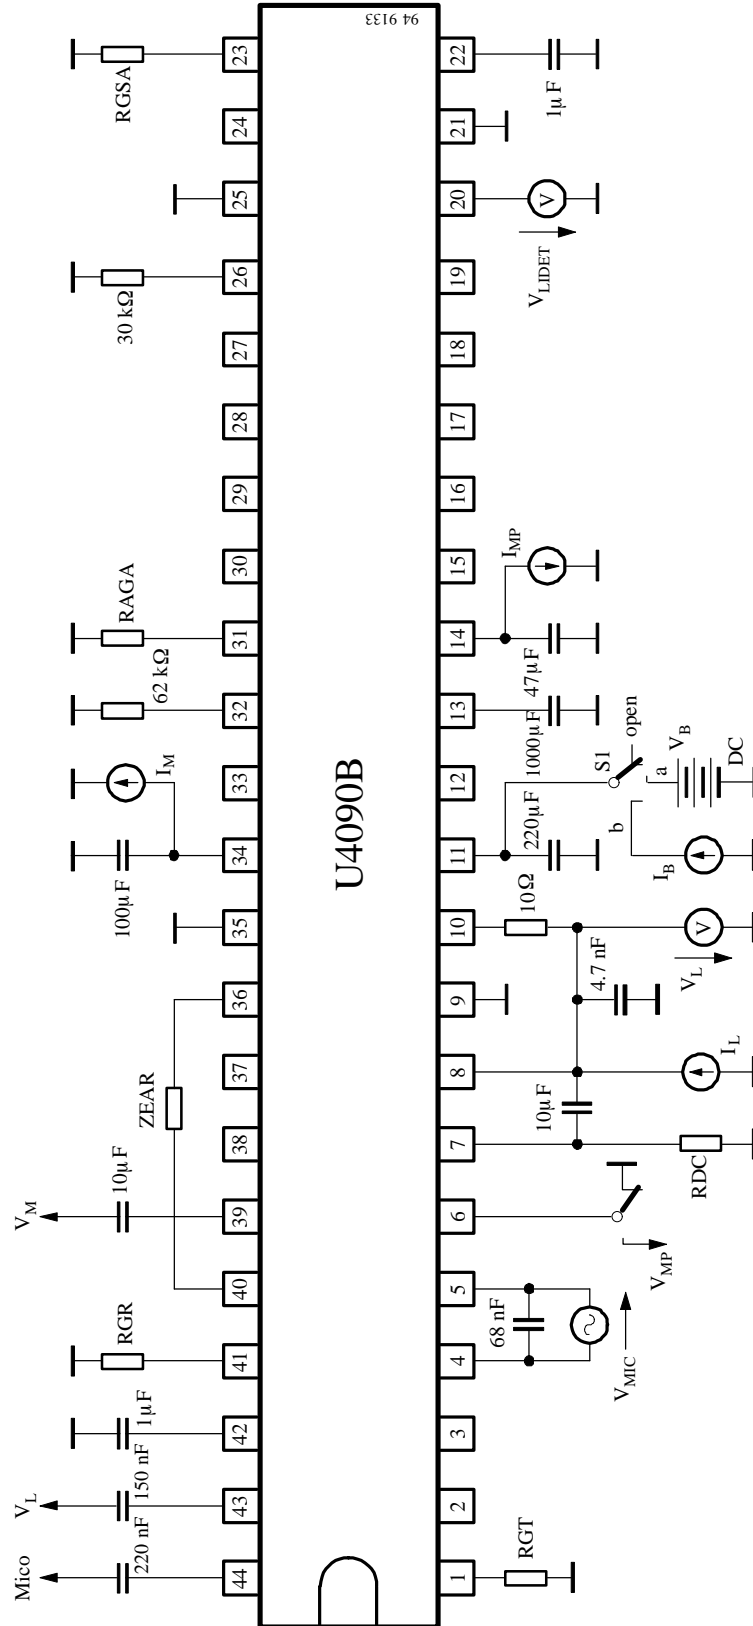 94 9133
U4090B
Mico
V_L
V_M
220 nF
150 nF
1µF
RGR
10µF
ZEAR
100µF
I_M
62 kΩ
RAGA
30 kΩ
RGSA
44
43
42
41
40
39
38
37
36
35
34
33
32
31
30
29
28
27
26
25
24
23
1
2
3
4
5
6
7
8
9
10
11
12
13
14
15
16
17
18
19
20
21
22
RGT
68 nF
V_MIC
V_MP
10µF
RDC
I_L
4.7 nF
V_L
V
10Ω
220µF
1000µF
47µF
I_B
b
S1
a
open
V_B
DC
I_MP
V_LIDET
V
1µF